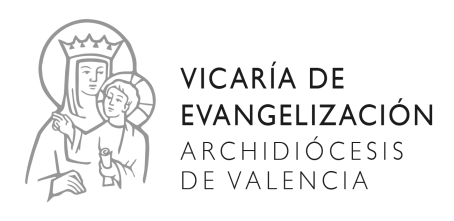 VICARÍA DE
EVANGELIZACIÓN
ARCHIDIÓCESIS
DE VALENCIA